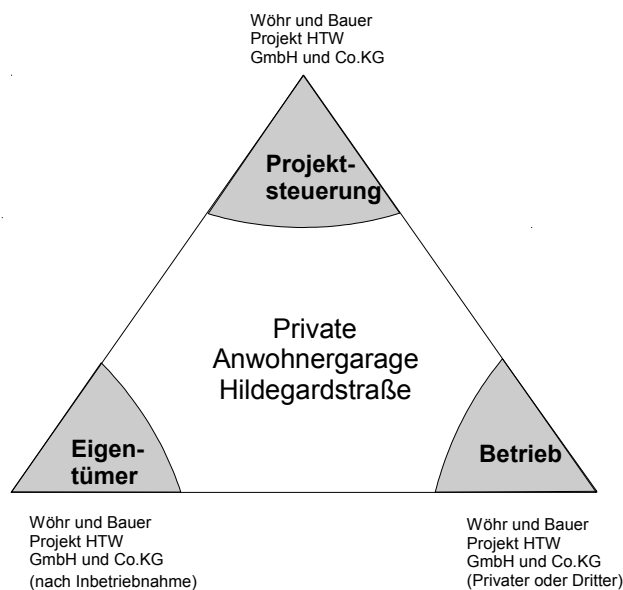 Wöhr und Bauer
Projekt HTW
GmbH und Co.KG
Projekt-
steuerung
Private
Anwohnergarage
Hildegardstraße
Eigen-
tümer
Betrieb
Wöhr und Bauer
Projekt HTW
GmbH und Co.KG
(nach Inbetriebnahme)
Wöhr und Bauer
Projekt HTW
GmbH und Co.KG
(Privater oder Dritter)